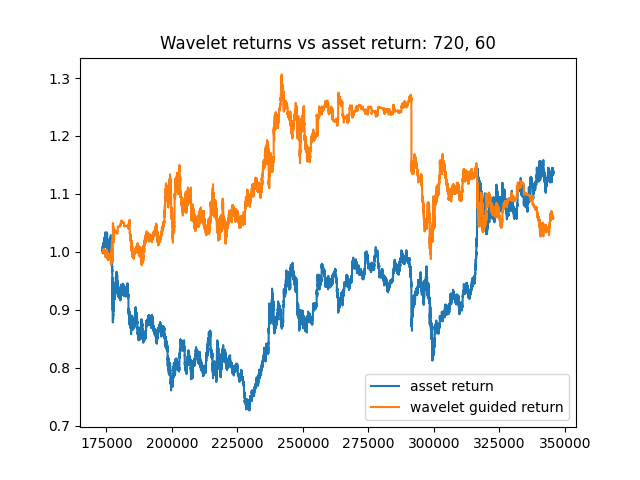 Wavelet returns vs asset return: 720, 60
1.3
1.2
1.1
1.0
0.9
0.8
0.7
175000 200000 225000 250000 275000 300000 325000 350000
asset return
wavelet guided return